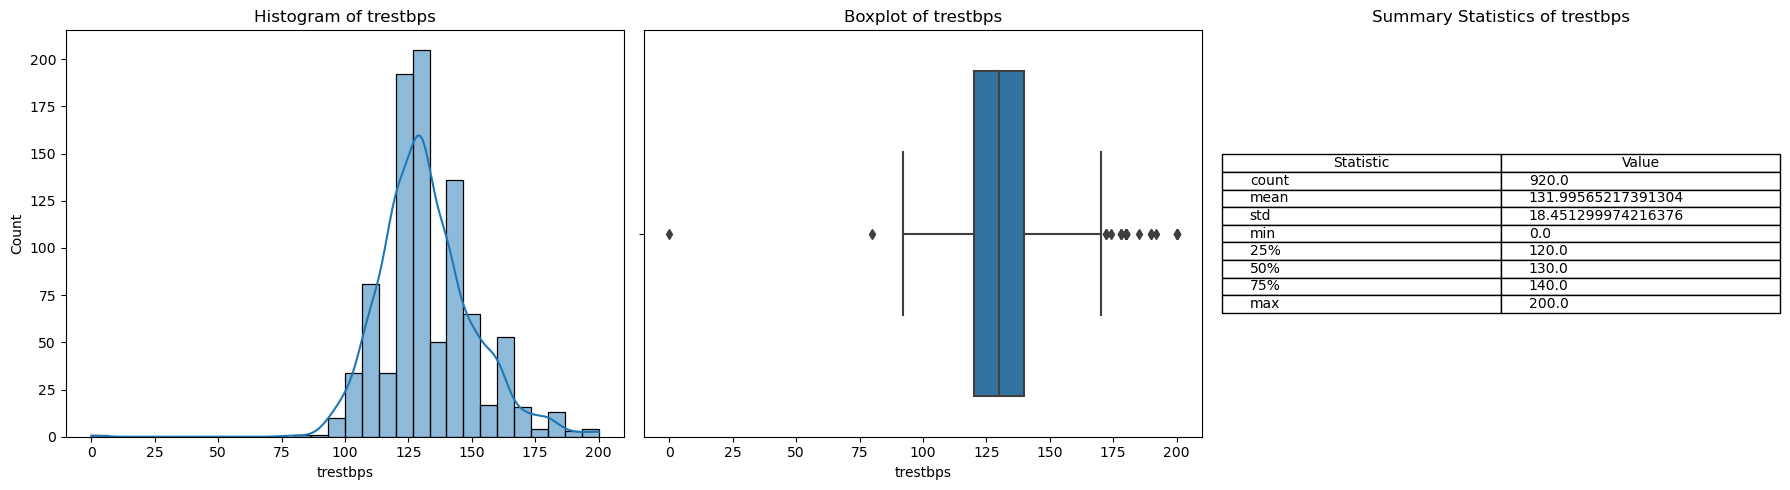 Histogram of trestbps
200
175
150
125
100
75
50
25
0
Count
0 25 50 75 100 125 150 175 200
trestbps
Boxplot of trestbps
0 25 50 75 100 125 150 175 200
trestbps
Summary Statistics of trestbps
Statistic Value
count 920.0
mean 131.99565217391304
std 18.451299974216376
min 0.0
25% 120.0
50% 130.0
75% 140.0
max 200.0